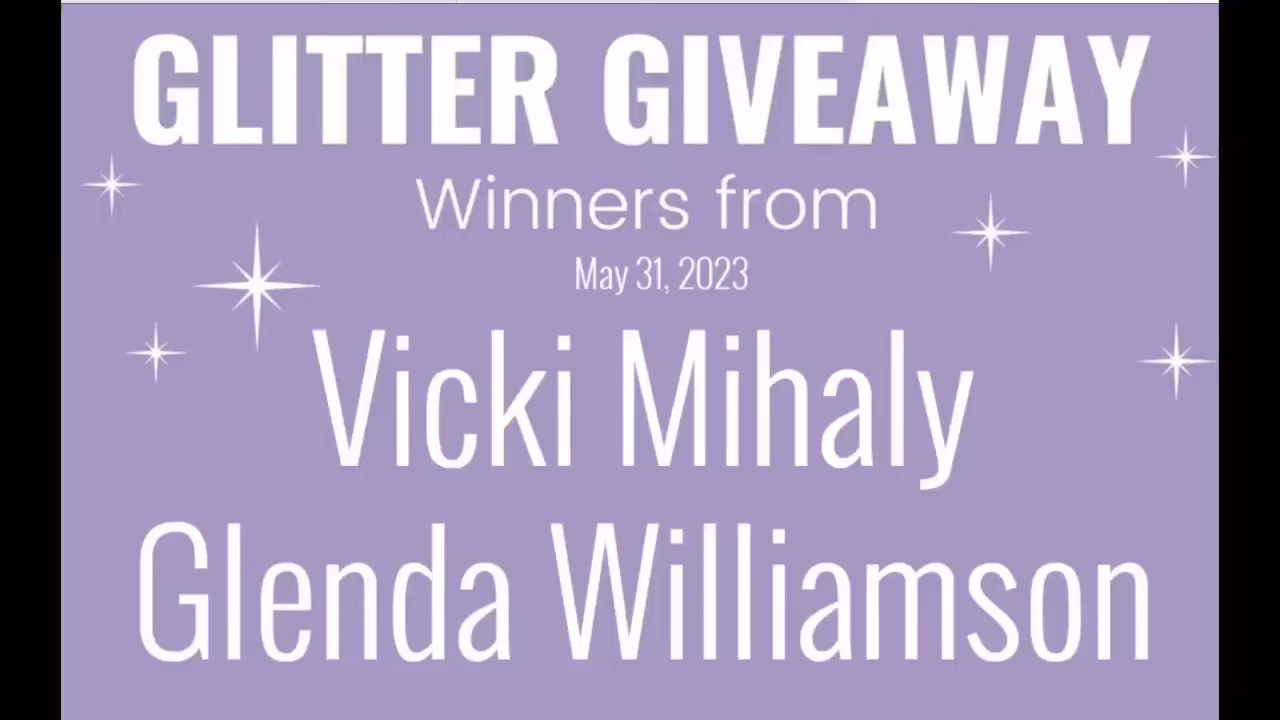 GLITTER GIVEAWAY
Winners from
May 31, 2023
Vicki Mihaly
Glenda Williamson